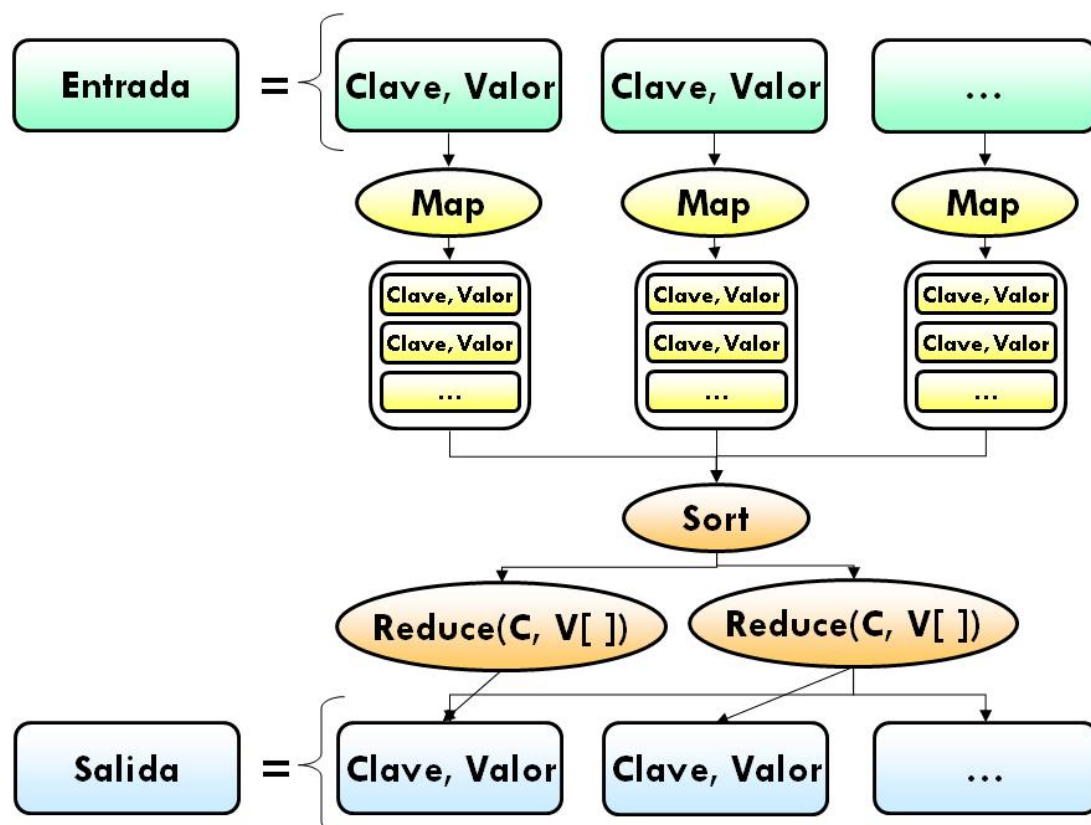 Entrada
=
Clave, Valor
Clave, Valor
...
Map
Map
Map
Clave, Valor
Clave, Valor
...
Clave, Valor
Clave, Valor
...
Clave, Valor
Clave, Valor
...
Sort
Reduce(C, V[ ])
Reduce(C, V[ ])
Salida
=
Clave, Valor
Clave, Valor
...